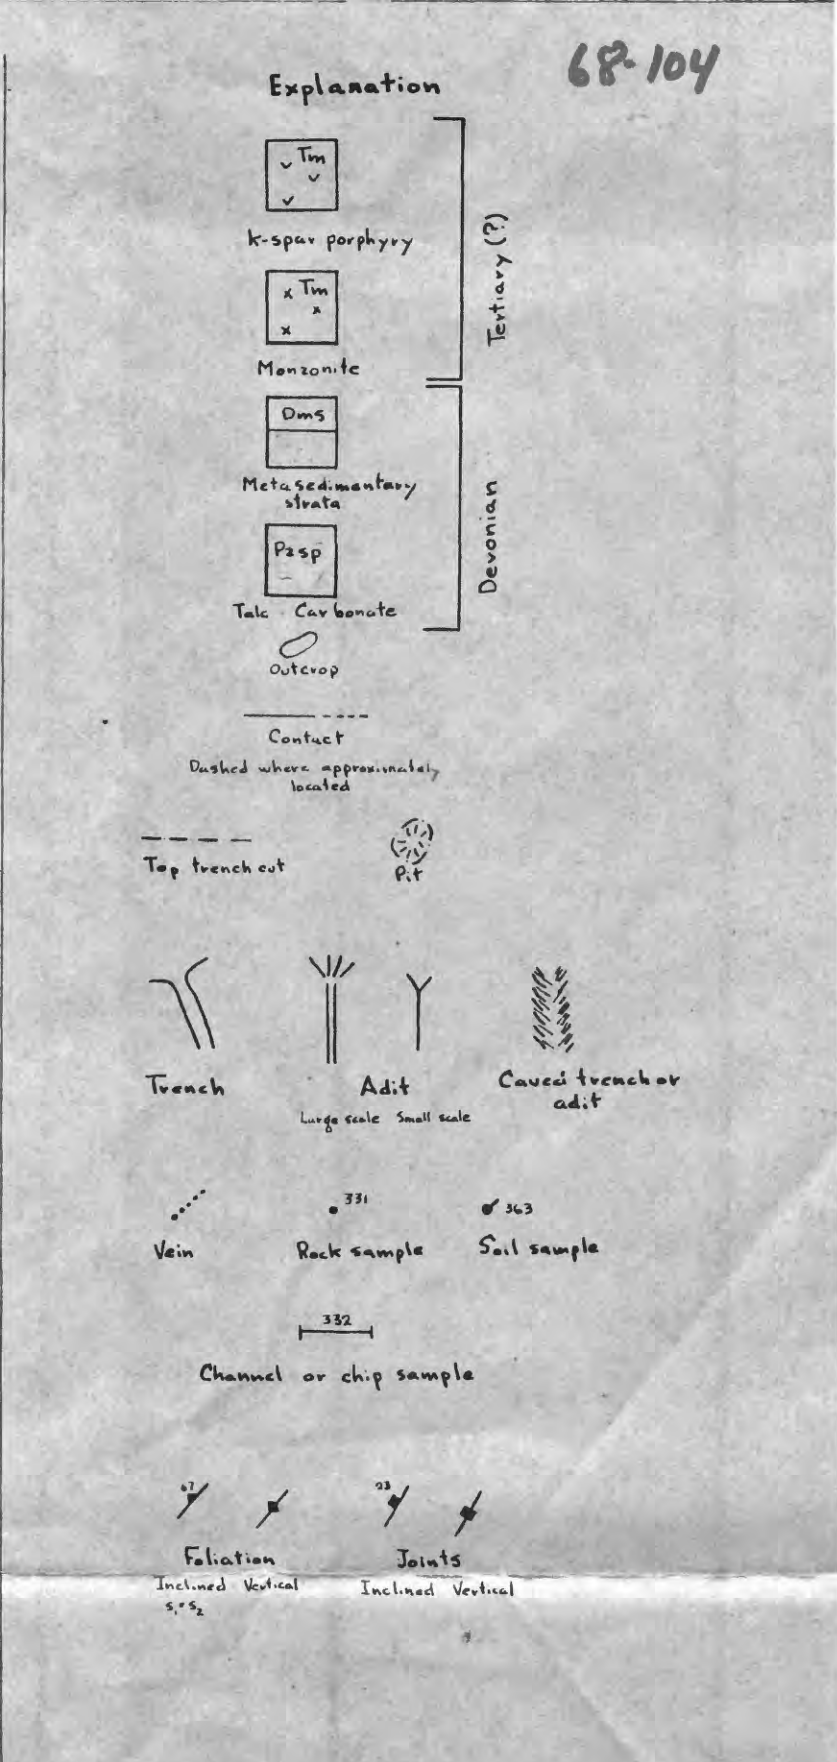 68-104
Explanation
Tm
K-spar porphyry
Tm
Monzonite
Tertiary (?)
Dms
Metasedimentary
strata
Pzsp
Talc Carbonate
Devonian
Outcrop
Contact
Dashed where approximately
located
Top trench cut
Pit
Trench
Adit
Large scale Small scale
Caved trench or
adit
Vein
331
Rock sample
363
Soil sample
332
Channel or chip sample
67
Foliation
Inclined Vertical
S₁=S₂
23
Joints
Inclined Vertical